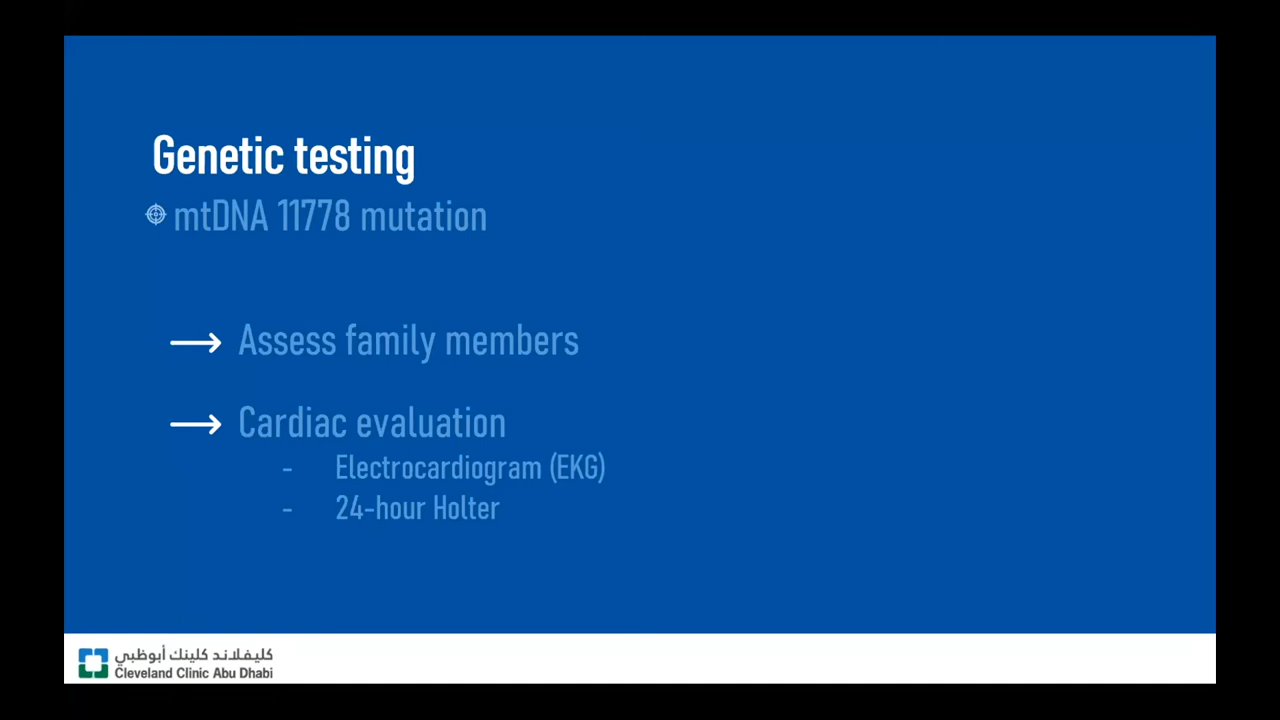 Genetic testing
mtDNA 11778 mutation
Assess family members
Cardiac evaluation
- Electrocardiogram (EKG)
- 24-hour Holter
كليفلاند كلينك أبوظبي
Cleveland Clinic Abu Dhabi